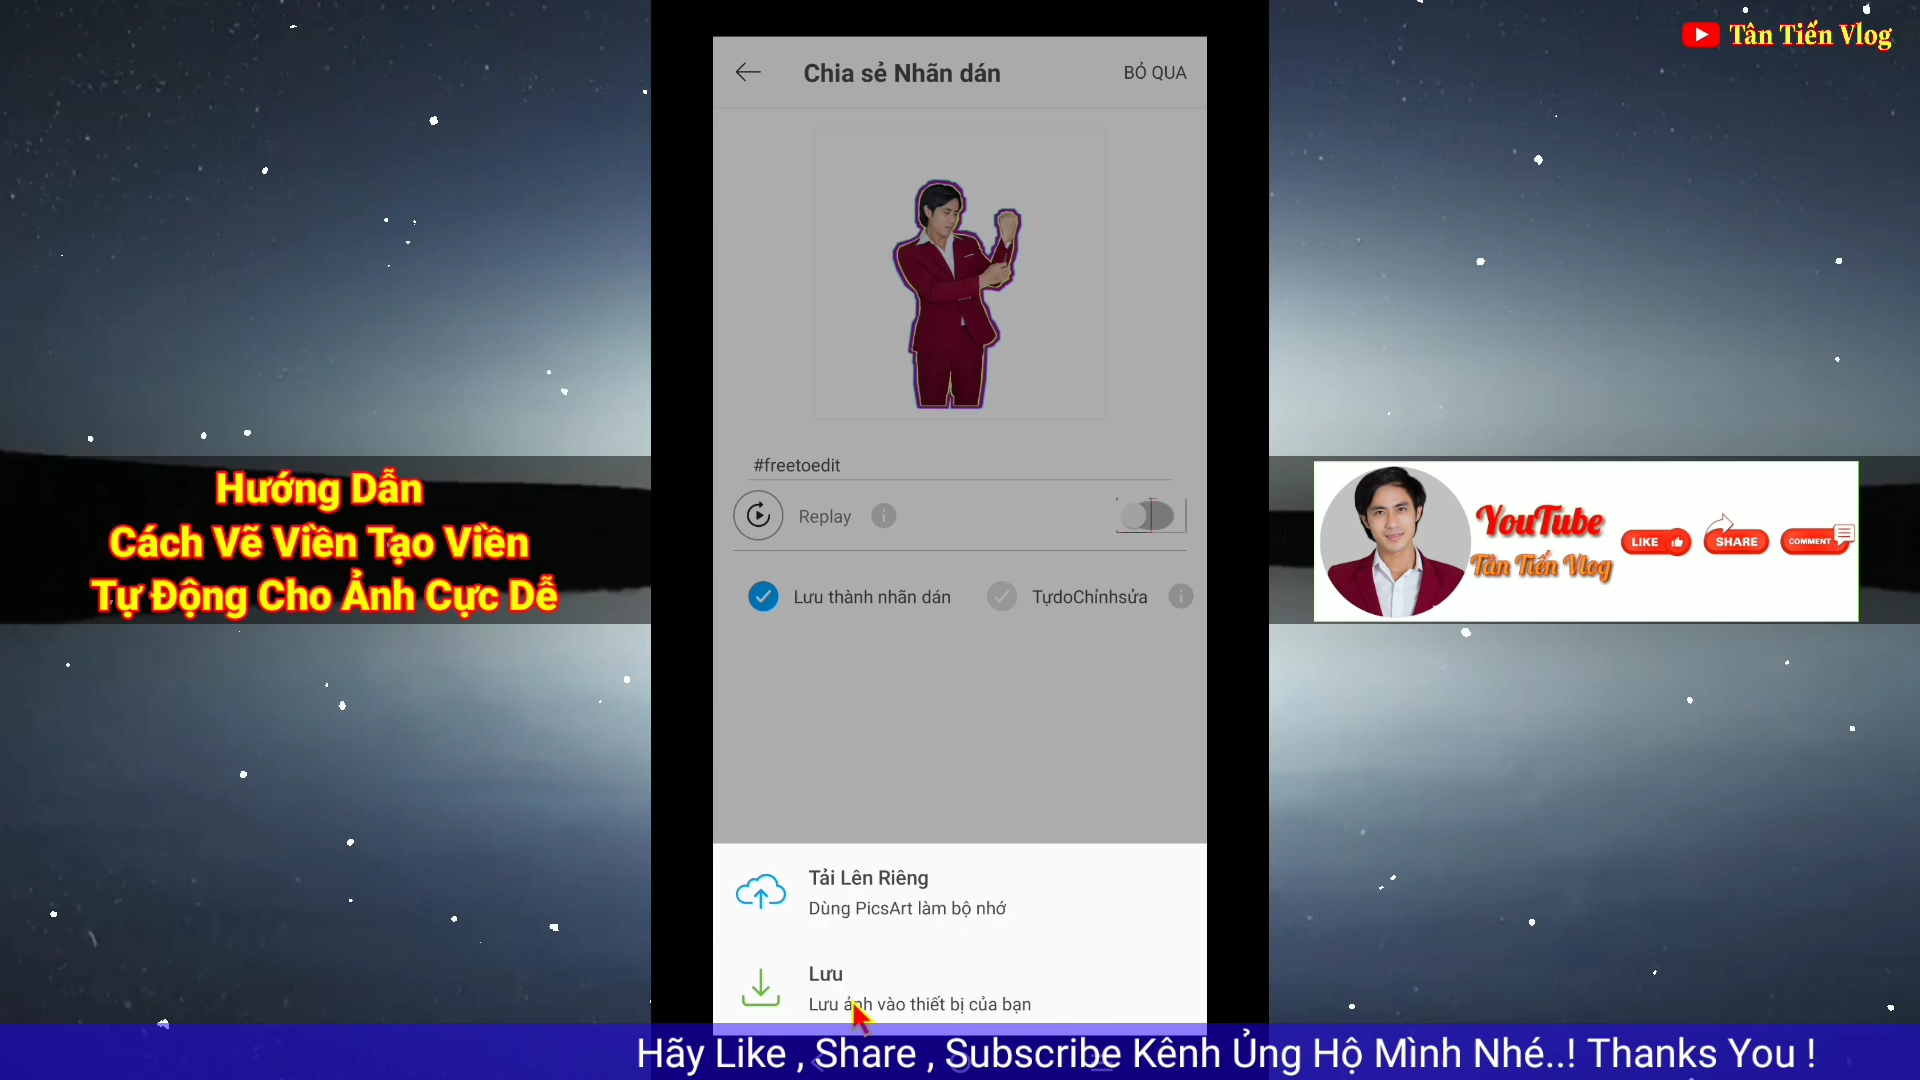 Tân Tiến Vlog
Chia sẻ Nhãn dán
BỎ QUA
#freetoedit
Replay
Lưu thành nhãn dán
TựdoChỉnhsửa
Hướng Dẫn
Cách Vẽ Viền Tạo Viền
Tự Động Cho Ảnh Cực Dễ
YouTube
Tân Tiến Vlog
LIKE
SHARE
COMMENT
Tải Lên Riêng
Dùng PicsArt làm bộ nhớ
Lưu
Lưu ảnh vào thiết bị của bạn
Hãy Like , Share , Subscribe Kênh Ủng Hộ Mình Nhé..! Thanks You !